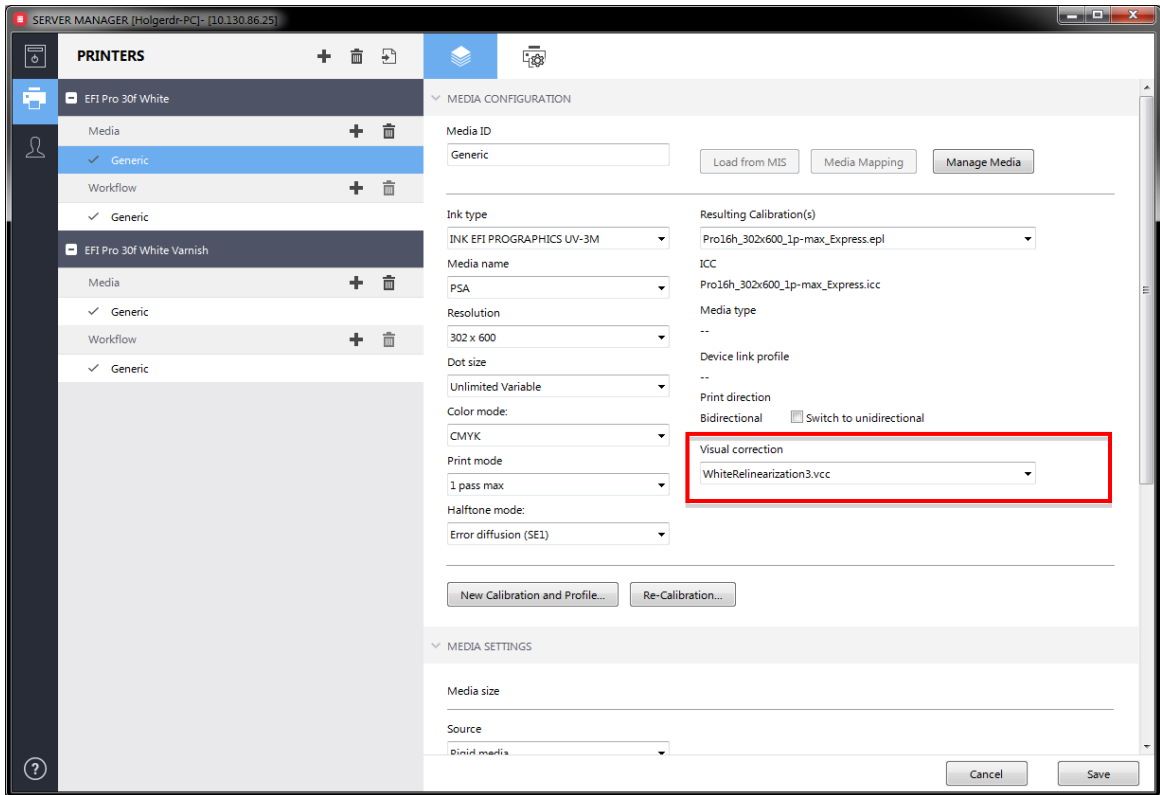 SERVER MANAGER [Holgerdr-PC]- [10.130.86.25]
PRINTERS
EFI Pro 30f White
Media
Generic
Workflow
Generic
EFI Pro 30f White Varnish
Media
Generic
Workflow
Generic
MEDIA CONFIGURATION
Media ID
Generic
Load from MIS
Media Mapping
Manage Media
Ink type
INK EFI PROGRAPHICS UV-3M
Media name
PSA
Resolution
302 x 600
Dot size
Unlimited Variable
Color mode:
CMYK
Print mode
1 pass max
Halftone mode:
Error diffusion (SE1)
Resulting Calibration(s)
Pro16h_302x600_1p-max_Express.epl
ICC
Pro16h_302x600_1p-max_Express.icc
Media type
--
Device link profile
--
Print direction
Bidirectional
Switch to unidirectional
Visual correction
WhiteRelinearization3.vcc
New Calibration and Profile...
Re-Calibration...
MEDIA SETTINGS
Media size
Source
Rigid media
?
Cancel
Save